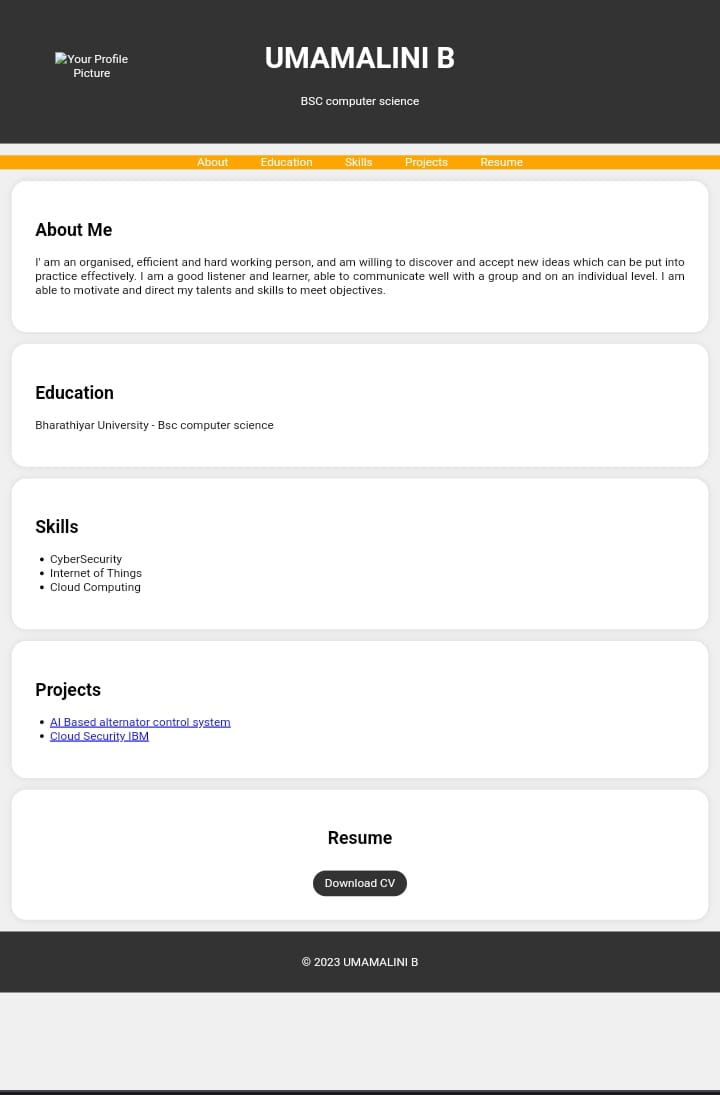 Your Profile
Picture
UMAMALINI B
BSC computer science
About Education Skills Projects Resume
About Me
I' am an organised, efficient and hard working person, and am willing to discover and accept new ideas which can be put into
practice effectively. I am a good listener and learner, able to communicate well with a group and on an individual level. I am
able to motivate and direct my talents and skills to meet objectives.
Education
Bharathiyar University - Bsc computer science
Skills
• CyberSecurity
• Internet of Things
• Cloud Computing
Projects
• AI Based alternator control system
• Cloud Security IBM
Resume
Download CV
© 2023 UMAMALINI B